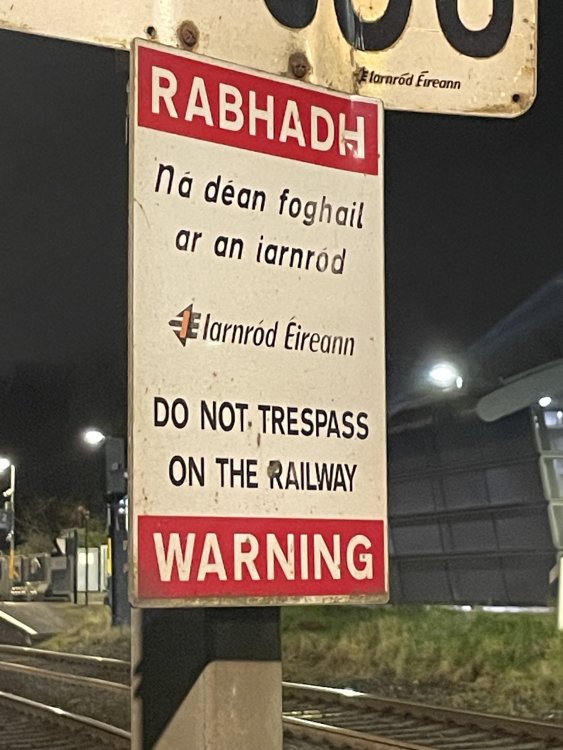 Iarnród Éireann
RABHADH
Ná déan foghail
ar an iarnród
Iarnród Éireann
DO NOT TRESPASS
ON THE RAILWAY
WARNING